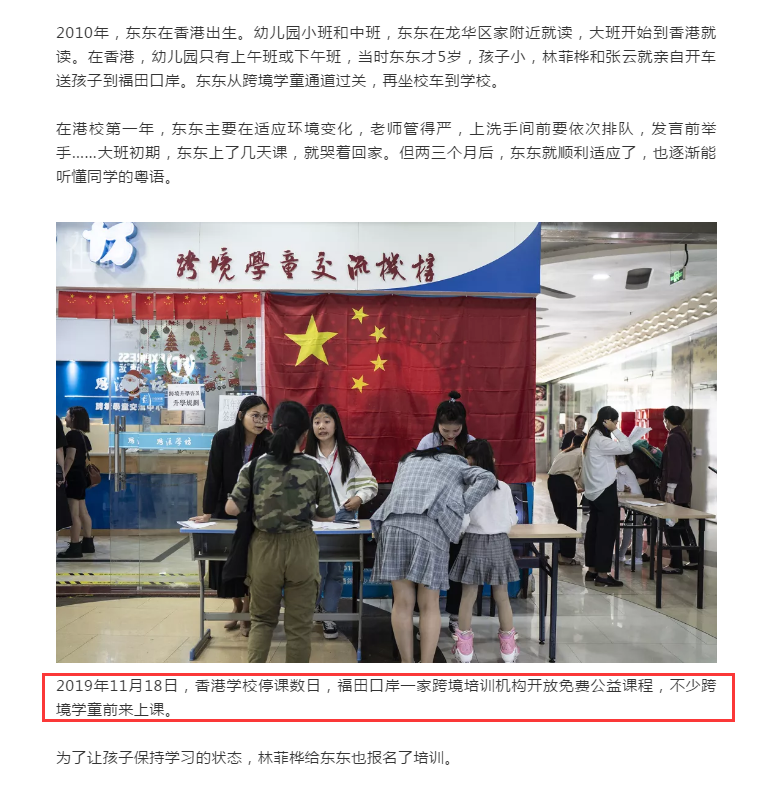 2010年，东东在香港出生。幼儿园小班和中班，东东在龙华区家附近就读，大班开始到香港就
读。在香港，幼儿园只有上午班或下午班，当时东东才5岁，孩子小，林菲桦和张云就亲自开车
送孩子到福田口岸。东东从跨境学童通道过关，再坐校车到学校。
在港校第一年，东东主要在适应环境变化，老师管得严，上洗手间前要依次排队，发言前举
手……大班初期，东东上了几天课，就哭着回家。但两三个月后，东东就顺利适应了，也逐渐能
听懂同学的粤语。
坊
跨境學童交流機構
跨境升學在美
升學規劃
2019年11月18日，香港学校停课数日，福田口岸一家跨境培训机构开放免费公益课程，不少跨
境学童前来上课。
为了让孩子保持学习的状态，林菲桦给东东也报名了培训。